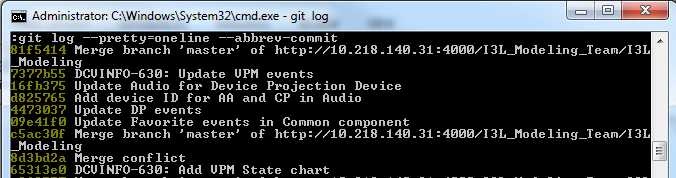 Administrator: C:\Windows\System32\cmd.exe - git log
:git log --pretty=oneline --abbrev-commit
81f5414 Merge branch 'master' of http://10.218.140.31:4000/I3L_Modeling_Team/I3L
_Modeling
7377b55 DCVINFO-630: Update VPM events
16fb375 Update Audio for Device Projection Device
d825765 Add device ID for AA and CP in Audio
4473037 Update DP events
09e41f0 Update Favorite events in Common component
c5ac30f Merge branch 'master' of http://10.218.140.31:4000/I3L_Modeling_Team/I3L
_Modeling
8d3bd2a Merge conflict
65313e0 DCVINFO-630: Add VPM State chart